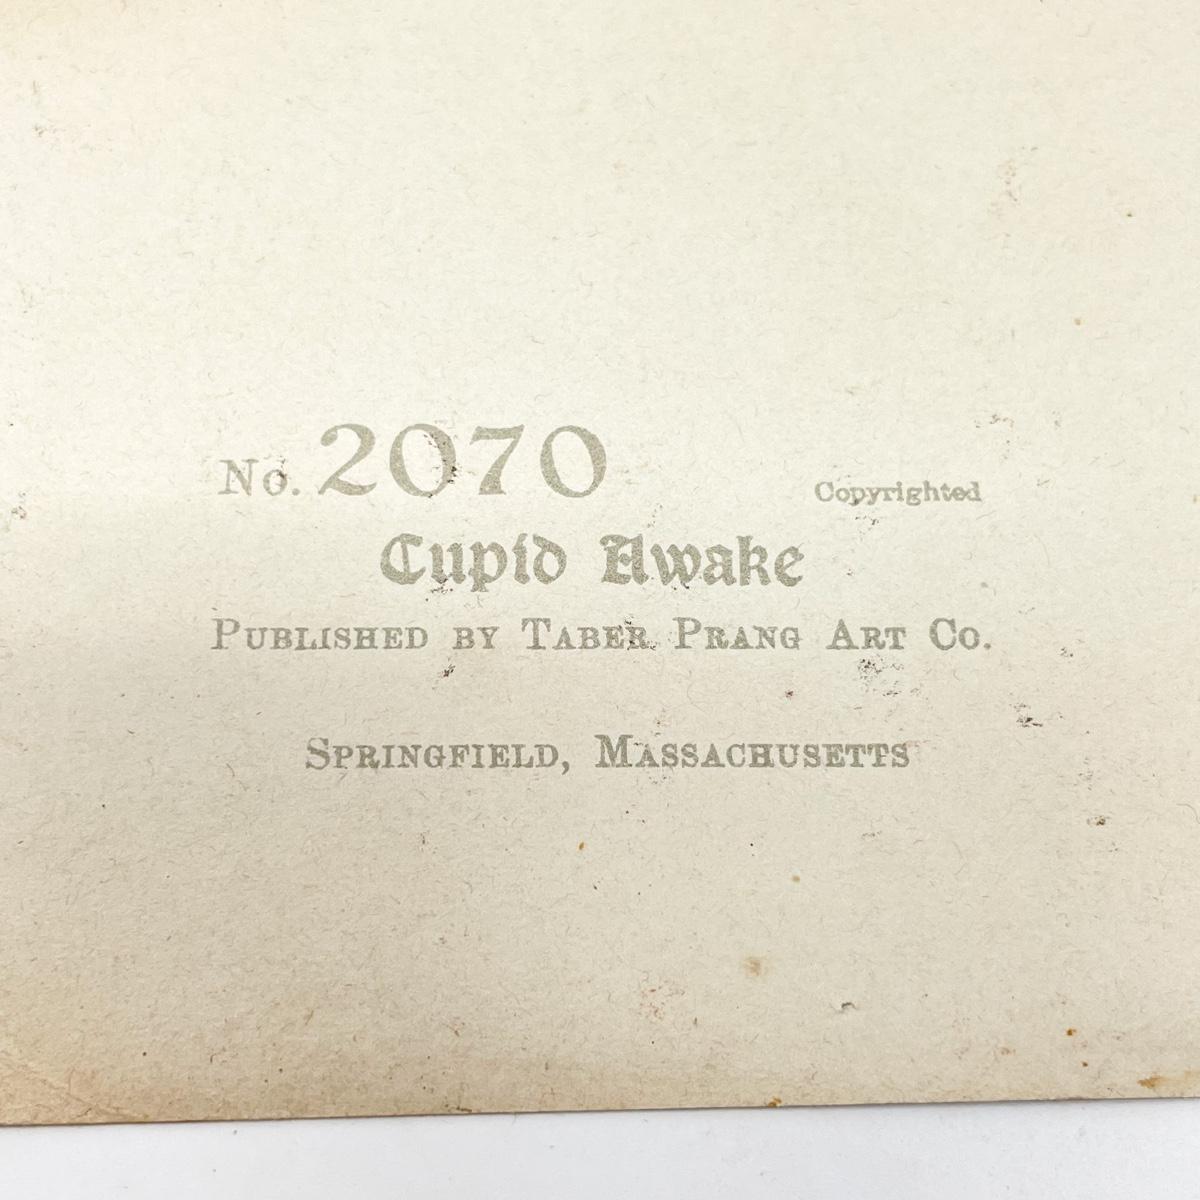 No. 2070 Copyrighted
Cupid Awake
Published by Taber Prang Art Co.
Springfield, Massachusetts